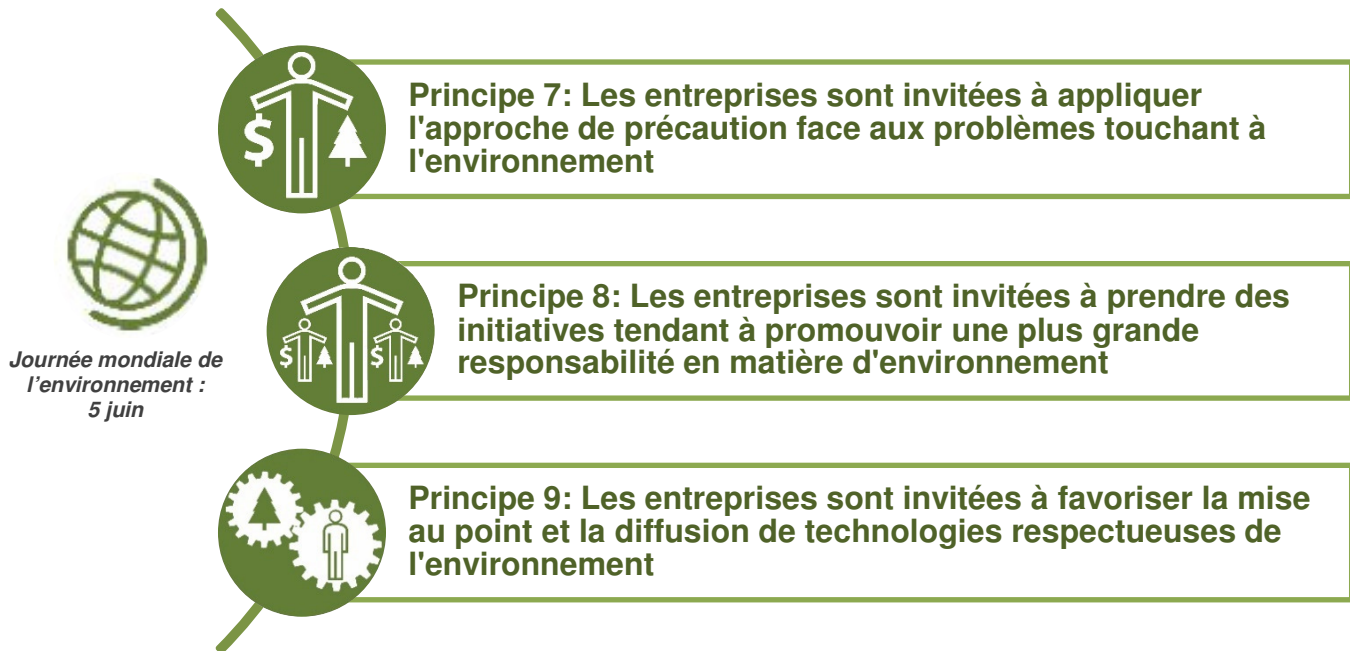 Principe 7: Les entreprises sont invitées à appliquer
l'approche de précaution face aux problèmes touchant à
l'environnement
Journée mondiale de
l’environnement :
5 juin
Principe 8: Les entreprises sont invitées à prendre des
initiatives tendant à promouvoir une plus grande
responsabilité en matière d'environnement
Principe 9: Les entreprises sont invitées à favoriser la mise
au point et la diffusion de technologies respectueuses de
l'environnement